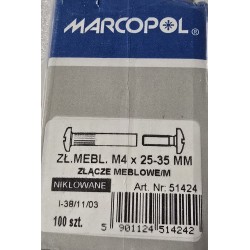 MARCOPOL®
ZŁ.MEBL. M4 x 25-35 MM
ZŁĄCZE MEBLOWE/M
NIKLOWANE
Art. Nr: 51424
I-38/11/03
100 szt.
5 901124 514242